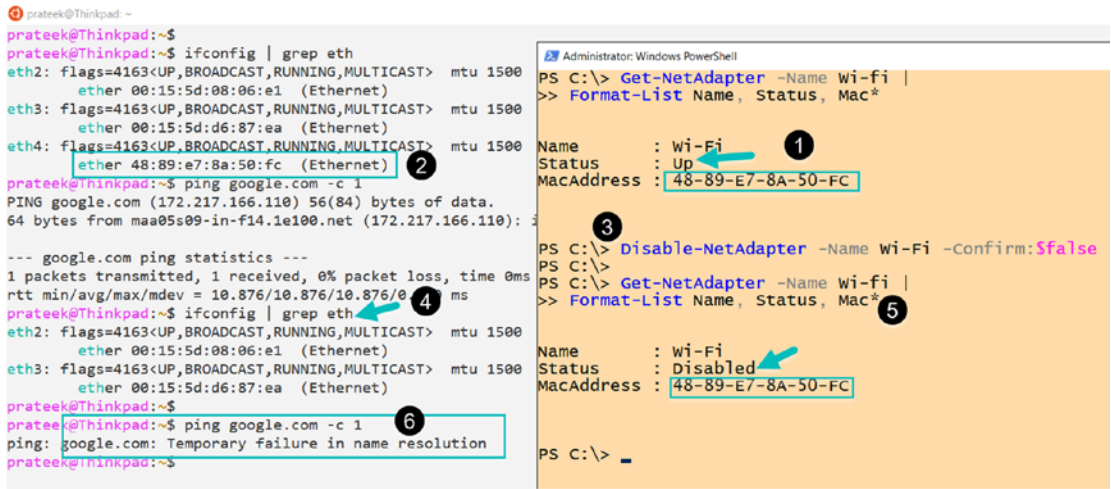 prateek@Thinkpad: ~
prateek@Thinkpad:~$
prateek@Thinkpad:~$ ifconfig | grep eth
eth2: flags=4163<UP,BROADCAST,RUNNING,MULTICAST>  mtu 1500
        ether 00:15:5d:08:06:e1  (Ethernet)
eth3: flags=4163<UP,BROADCAST,RUNNING,MULTICAST>  mtu 1500
        ether 00:15:5d:d6:87:ea  (Ethernet)
eth4: flags=4163<UP,BROADCAST,RUNNING,MULTICAST>  mtu 1500
        ether 48:89:e7:8a:50:fc  (Ethernet) 2
prateek@Thinkpad:~$ ping google.com -c 1
PING google.com (172.217.166.110) 56(84) bytes of data.
64 bytes from maa05s09-in-f14.1e100.net (172.217.166.110):
--- google.com ping statistics ---
1 packets transmitted, 1 received, 0% packet loss, time 0ms
rtt min/avg/max/mdev = 10.876/10.876/10.876/ ms
4
prateek@Thinkpad:~$ ifconfig | grep eth
eth2: flags=4163<UP,BROADCAST,RUNNING,MULTICAST>  mtu 1500
        ether 00:15:5d:08:06:e1  (Ethernet)
eth3: flags=4163<UP,BROADCAST,RUNNING,MULTICAST>  mtu 1500
        ether 00:15:5d:d6:87:ea  (Ethernet)
prateek@Thinkpad:~$
prateek@Thinkpad:~$ ping google.com -c 1 6
ping: google.com: Temporary failure in name resolution
prateek@Thinkpad:~$
Administrator: Windows PowerShell
PS C:\> Get-NetAdapter -Name Wi-fi |
>> Format-List Name, Status, Mac*
1
Name       : Wi-Fi
Status     : Up
MacAddress : 48-89-E7-8A-50-FC
3
PS C:\> Disable-NetAdapter -Name Wi-Fi -Confirm:$false
PS C:\>
PS C:\> Get-NetAdapter -Name Wi-fi |
>> Format-List Name, Status, Mac*
5
Name       : Wi-Fi
Status     : Disabled
MacAddress : 48-89-E7-8A-50-FC
PS C:\>